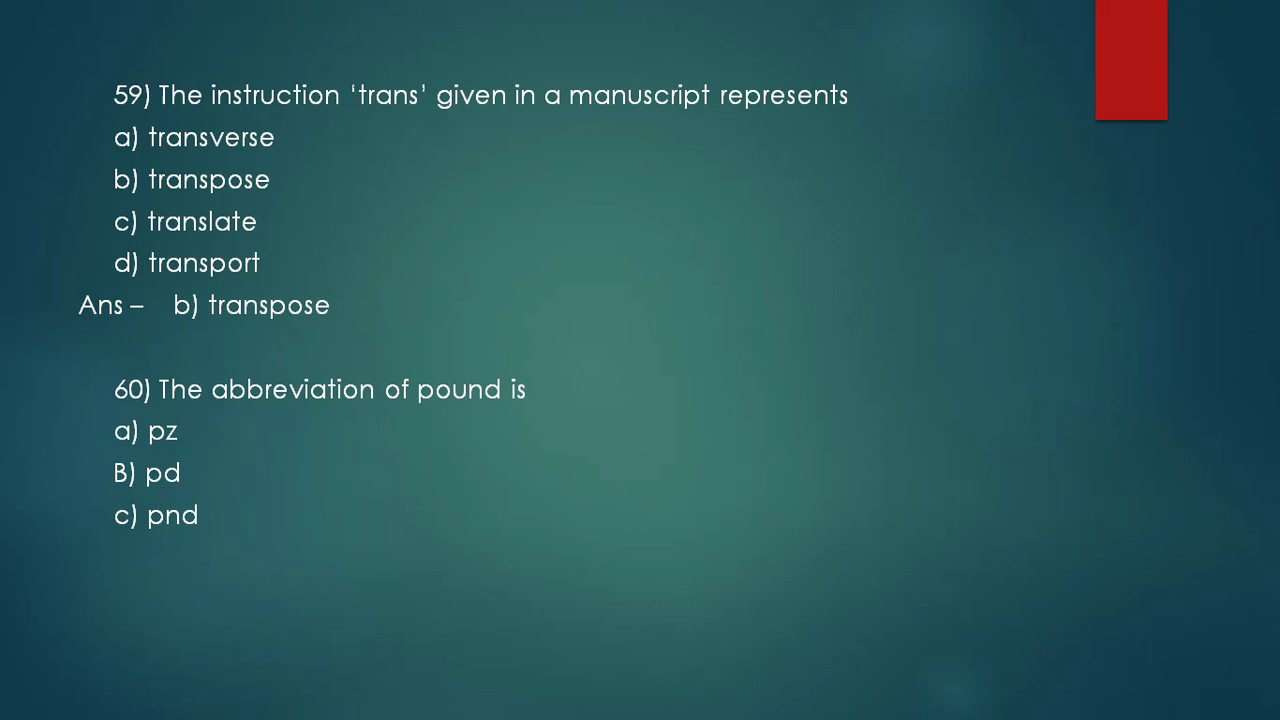 59) The instruction ‘trans’ given in a manuscript represents
a) transverse
b) transpose
c) translate
d) transport
Ans – b) transpose
60) The abbreviation of pound is
a) pz
B) pd
c) pnd